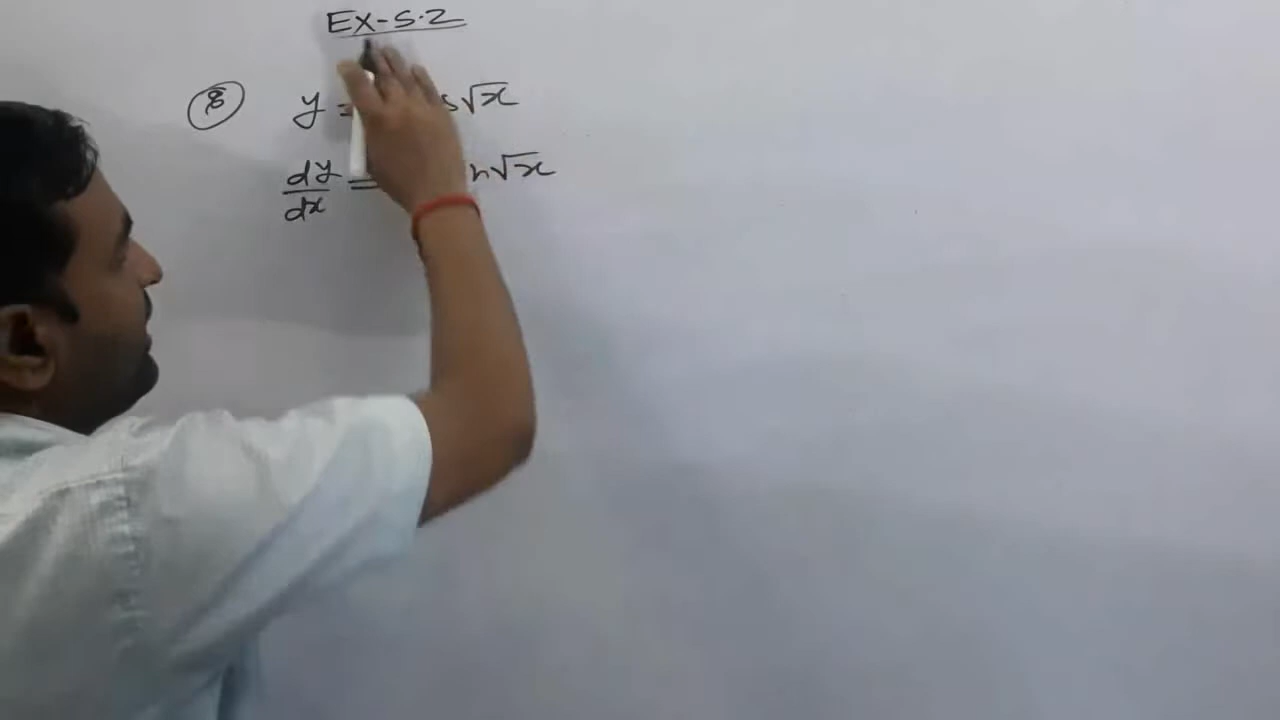 EX-5.2
8 y = s√x
dy/dx = n√x